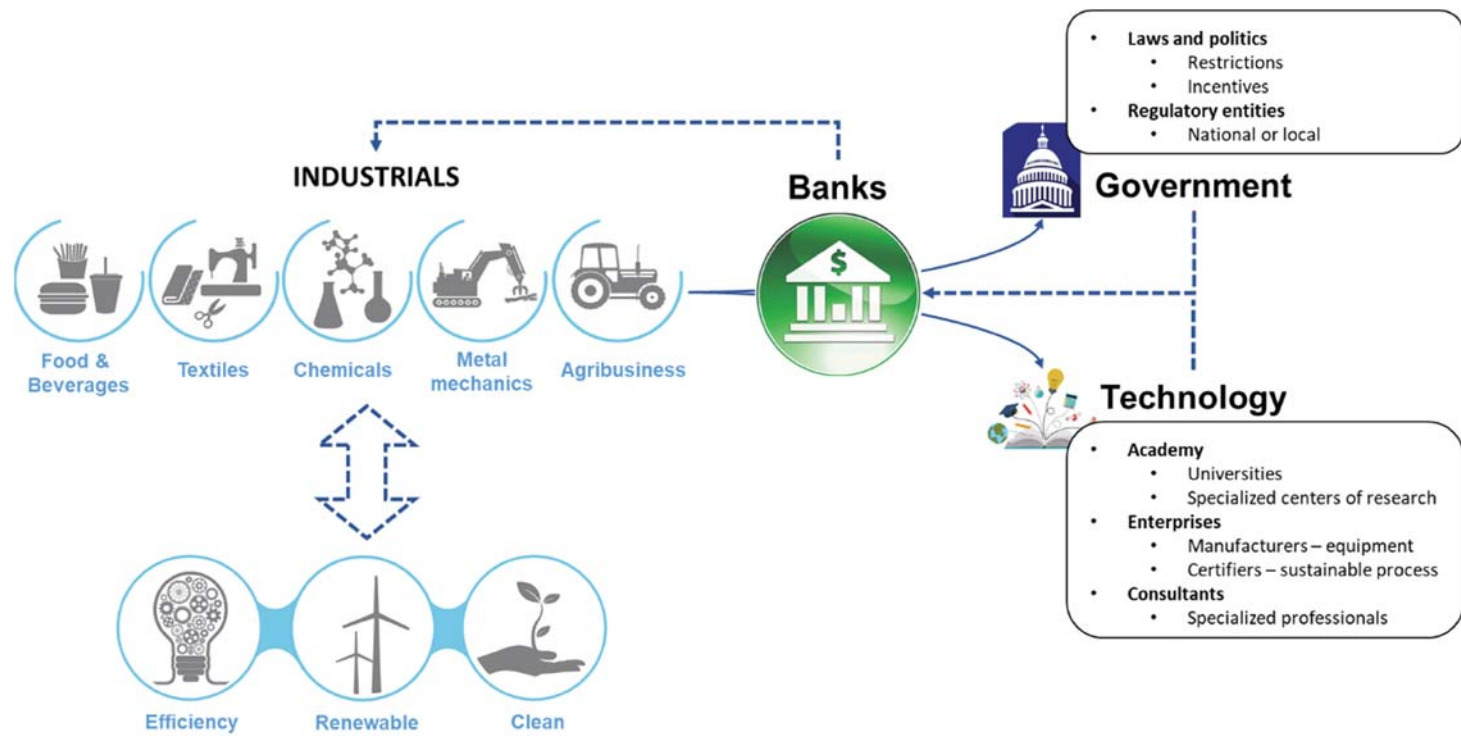 INDUSTRIALS
Food &
Beverages
Textiles
Chemicals
Metal
mechanics
Agribusiness
Efficiency
Renewable
Clean
Banks
$
• Laws and politics
• Restrictions
• Incentives
• Regulatory entities
• National or local
Government
Technology
• Academy
• Universities
• Specialized centers of research
• Enterprises
• Manufacturers – equipment
• Certifiers – sustainable process
• Consultants
• Specialized professionals